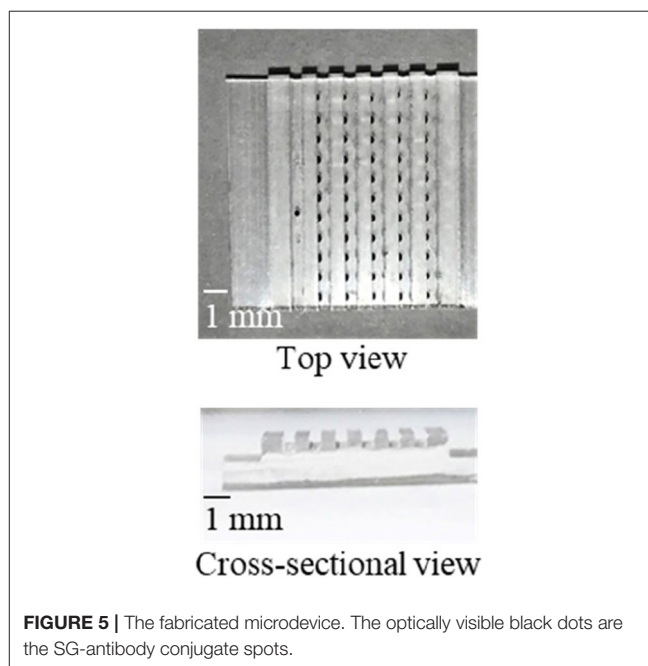 1 mm
Top view
1 mm
Cross-sectional view
FIGURE 5 | The fabricated microdevice. The optically visible black dots are
the SG-antibody conjugate spots.